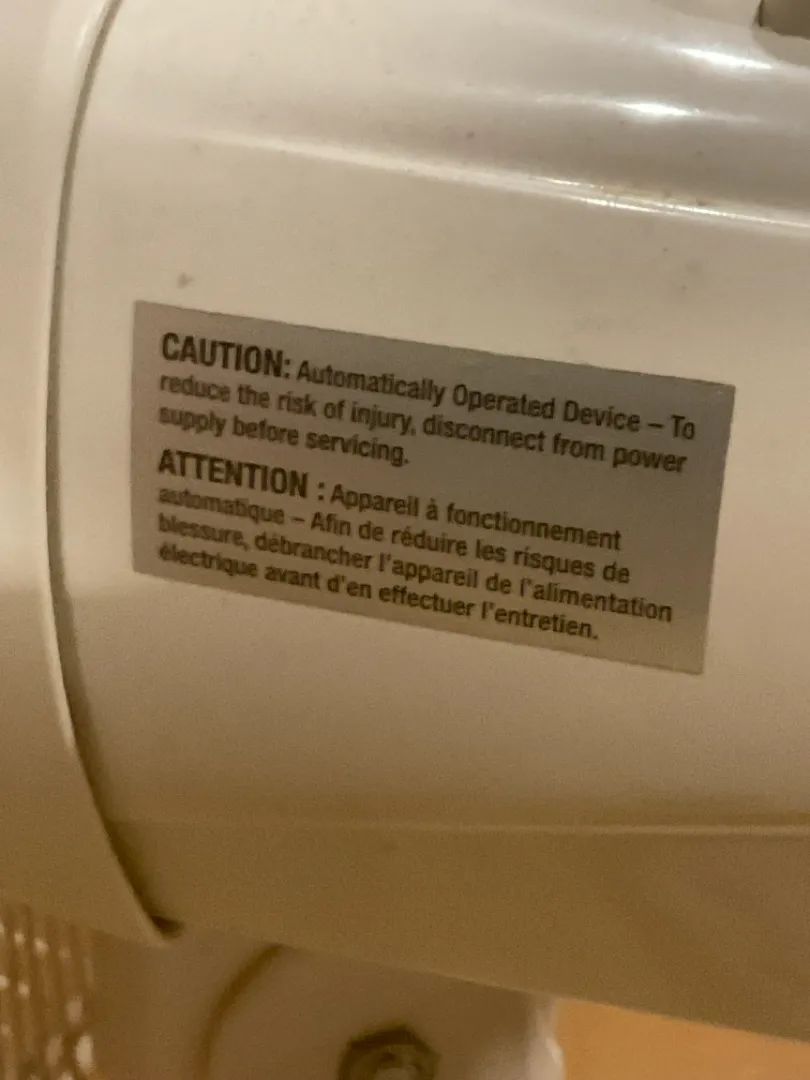 CAUTION: Automatically Operated Device – To
reduce the risk of injury, disconnect from power
supply before servicing.
ATTENTION : Appareil à fonctionnement
automatique – Afin de réduire les risques de
blessure, débrancher l'appareil de l'alimentation
électrique avant d'en effectuer l'entretien.